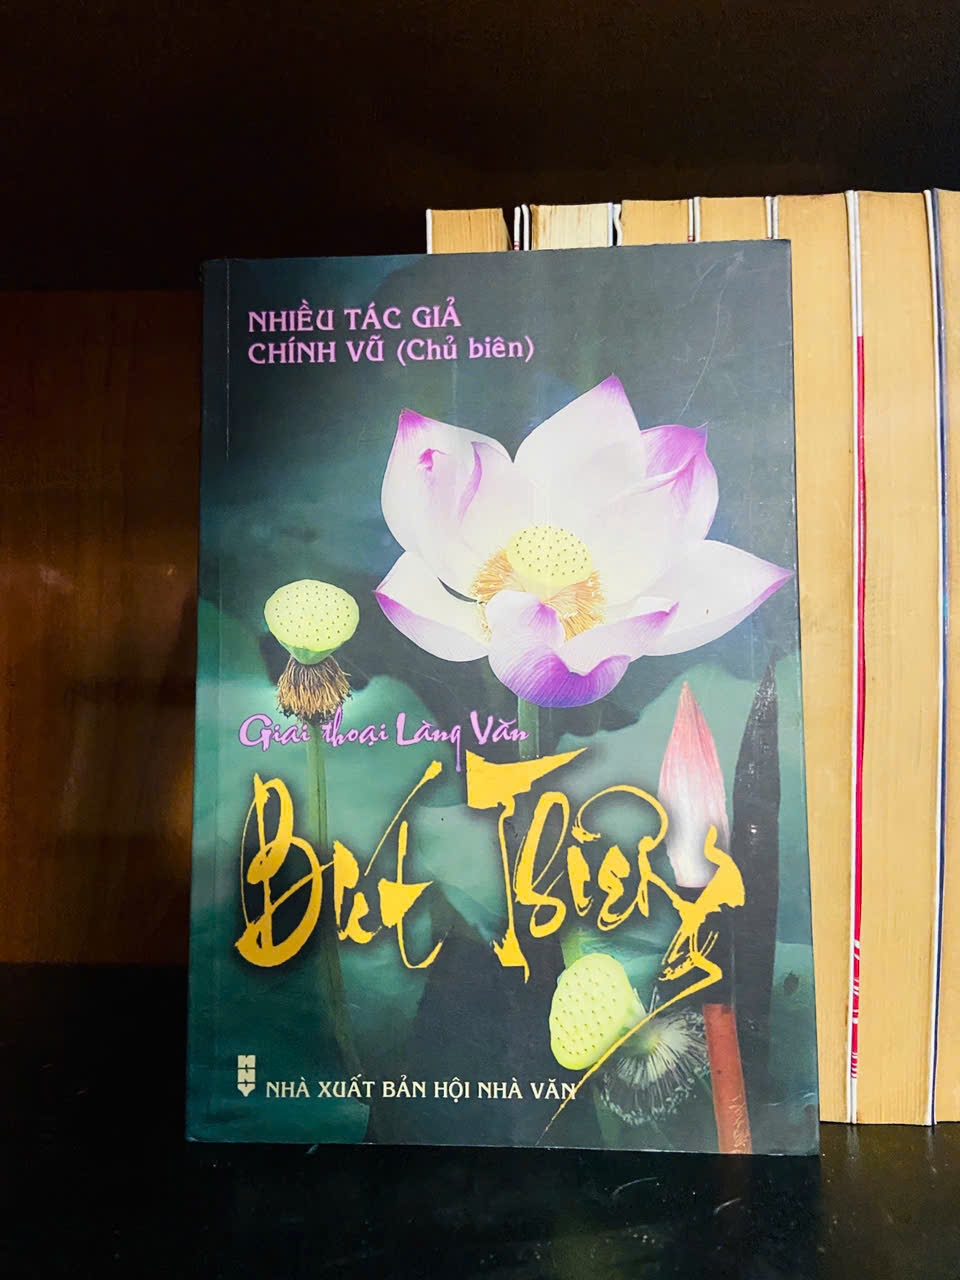 NHIỀU TÁC GIẢ
CHÍNH VŨ (Chủ biên)
Giai thoại Làng Văn
Bút Thiêng
NHÀ XUẤT BẢN HỘI NHÀ VĂN